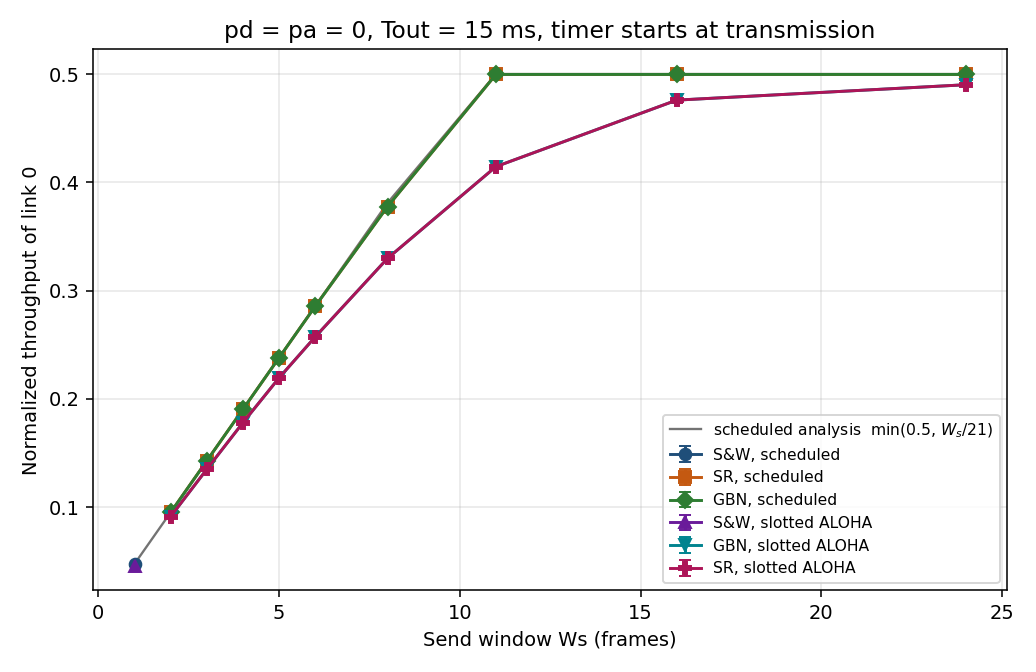 pd = pa = 0, Tout = 15 ms, timer starts at transmission
Normalized throughput of link 0
0.5
0.4
0.3
0.2
0.1
scheduled analysis  min(0.5, Wₛ/21)
S&W, scheduled
SR, scheduled
GBN, scheduled
S&W, slotted ALOHA
GBN, slotted ALOHA
SR, slotted ALOHA
0 5 10 15 20 25
Send window Ws (frames)